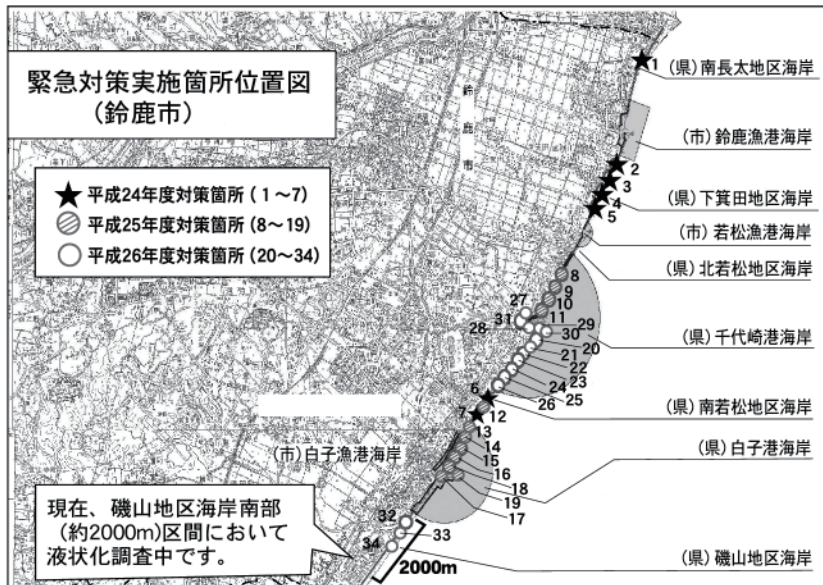 緊急対策実施箇所位置図
(鈴鹿市)
★ 平成24年度対策箇所 (1~7)
平成25年度対策箇所 (8~19)
平成26年度対策箇所 (20~34)
鈴鹿市
1
(県) 南長太地区海岸
(市) 鈴鹿漁港海岸
2
3
4
(県) 下箕田地区海岸
5
(市) 若松漁港海岸
(県) 北若松地区海岸
8
9
27
10
31
11
29
28
30
(県) 千代崎港海岸
20
21
22
23
24
25
6
26
(県) 南若松地区海岸
7
12
13
(市) 白子漁港海岸
14
(県) 白子港海岸
15
16
18
19
17
現在、磯山地区海岸南部
(約2000m)区間において
液状化調査中です。
32
33
34
2000m
(県) 磯山地区海岸